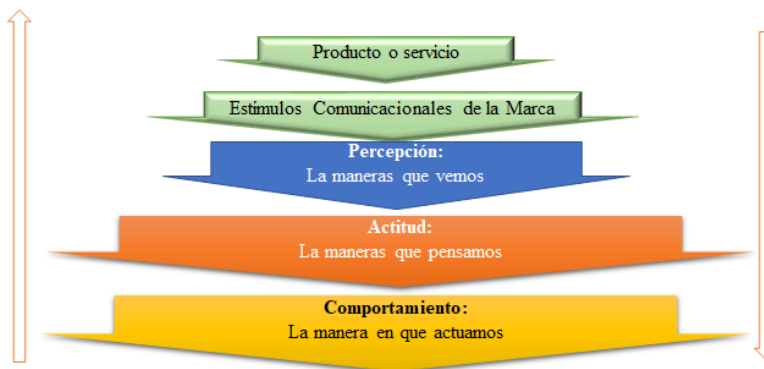 Producto o servicio
Estímulos Comunicacionales de la Marca
Percepción:
La maneras que vemos
Actitud:
La maneras que pensamos
Comportamiento:
La manera en que actuamos